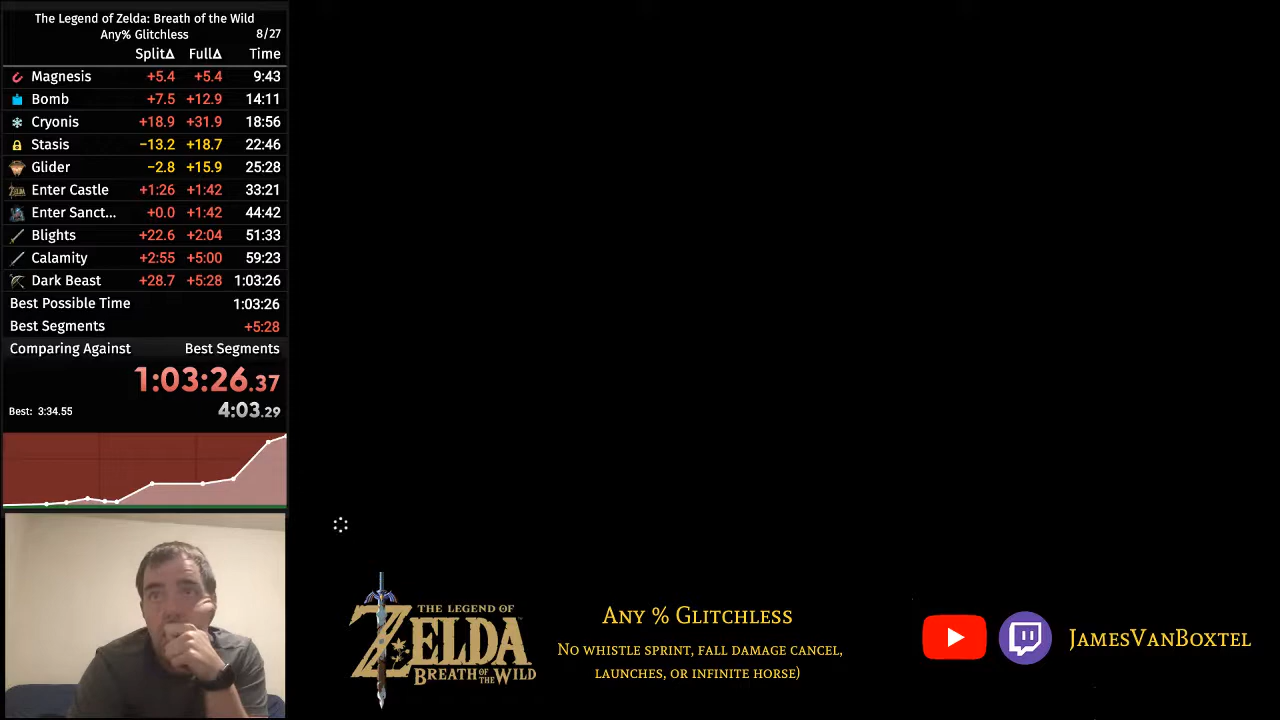 The Legend of Zelda: Breath of the Wild
Any% Glitchless 8/27
SplitΔ FullΔ Time
Magnesis +5.4 +5.4 9:43
Bomb +7.5 +12.9 14:11
Cryonis +18.9 +31.9 18:56
Stasis −13.2 +18.7 22:46
Glider −2.8 +15.9 25:28
Enter Castle +1:26 +1:42 33:21
Enter Sanct... +0.0 +1:42 44:42
Blights +22.6 +2:04 51:33
Calamity +2:55 +5:00 59:23
Dark Beast +28.7 +5:28 1:03:26
Best Possible Time 1:03:26
Best Segments +5:28
Comparing Against Best Segments
1:03:26.37
Best: 3:34.55 4:03.29
THE LEGEND OF
ZELDA
BREATH OF THE WILD
Any % Glitchless
No whistle sprint, fall damage cancel,
launches, or infinite horse)
JamesVanBoxtel